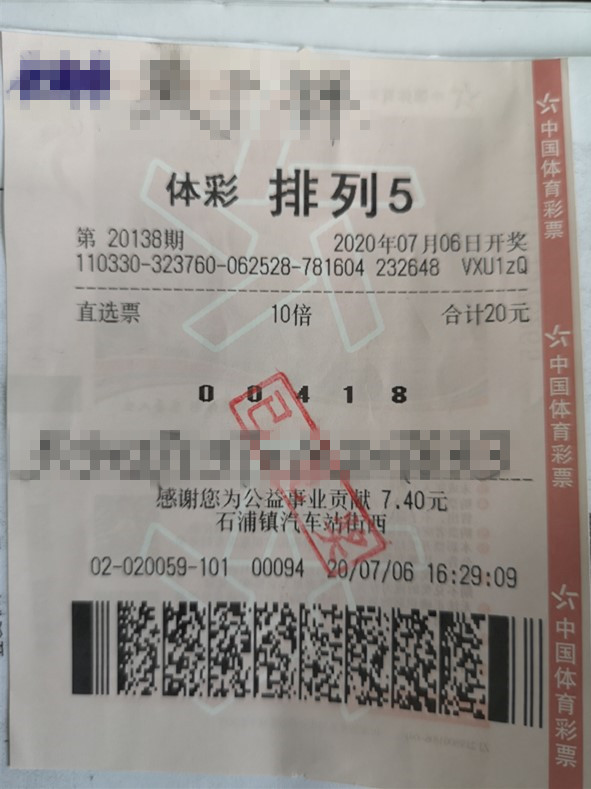 体彩 排列5
第 20138期 2020年07月06日开奖
110330-323760-062528-781604 232648 VXU1zQ
直选票 10倍 合计20元
0 0 4 1 8
已 奖
感谢您为公益事业贡献 7.40元
石浦镇汽车站街西
02-020059-101 00094 20/07/06 16:29:09
中国体育彩票
中国体育彩票
中国体育彩票